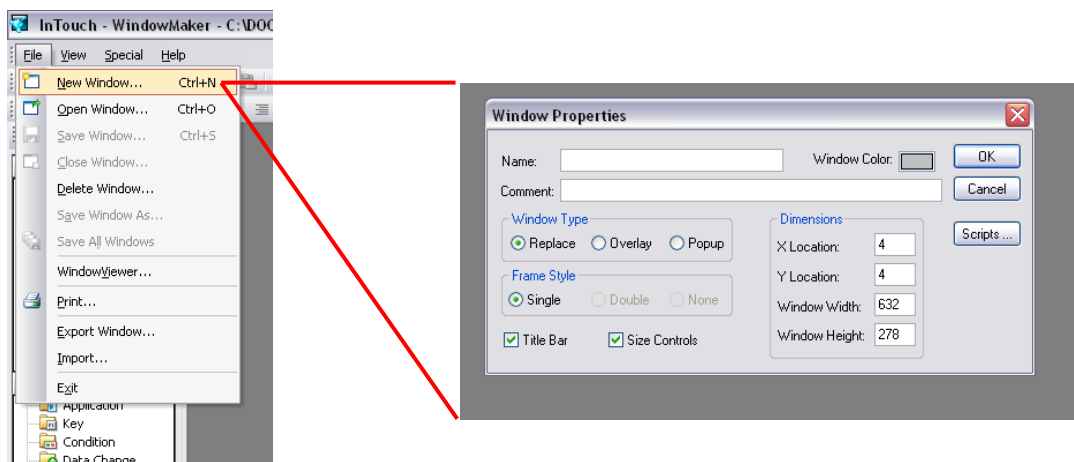 InTouch - WindowMaker - C:\DOC
File View Special Help
New Window... Ctrl+N
Open Window... Ctrl+O
Save Window... Ctrl+S
Close Window...
Delete Window...
Save Window As...
Save All Windows
WindowViewer...
Print...
Export Window...
Import...
Exit
Application
Key
Condition
Data Change
Window Properties
Name: Window Color: OK
Comment: Cancel
Window Type Dimensions
Replace Overlay Popup X Location: 4 Scripts ...
Frame Style Y Location: 4
Single Double None Window Width: 632
Title Bar Size Controls Window Height: 278